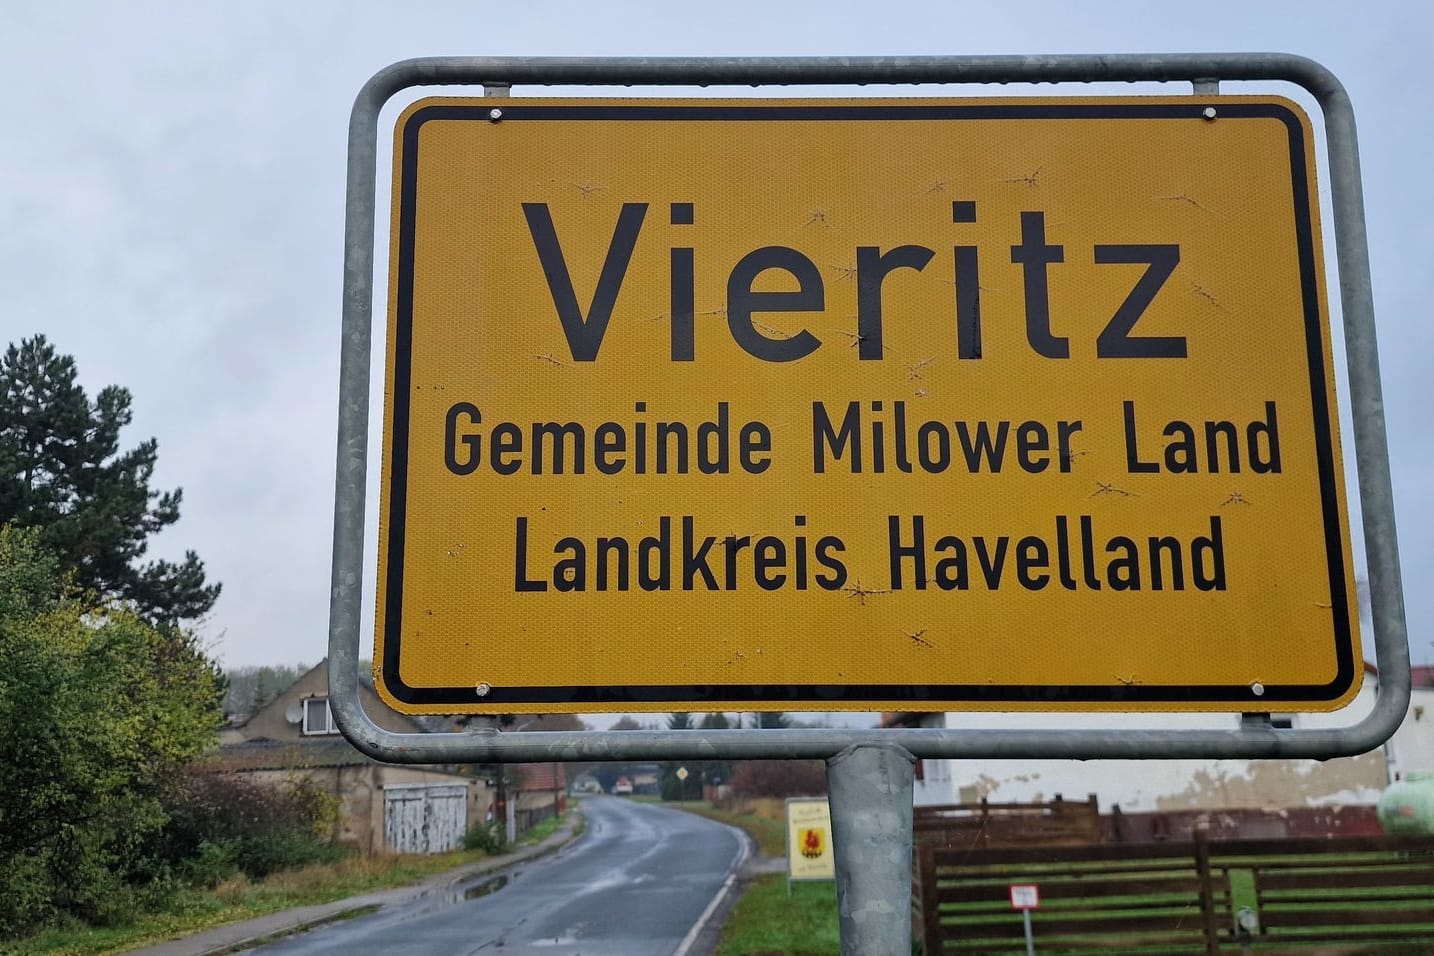 Vieritz
Gemeinde Milower Land
Landkreis Havelland